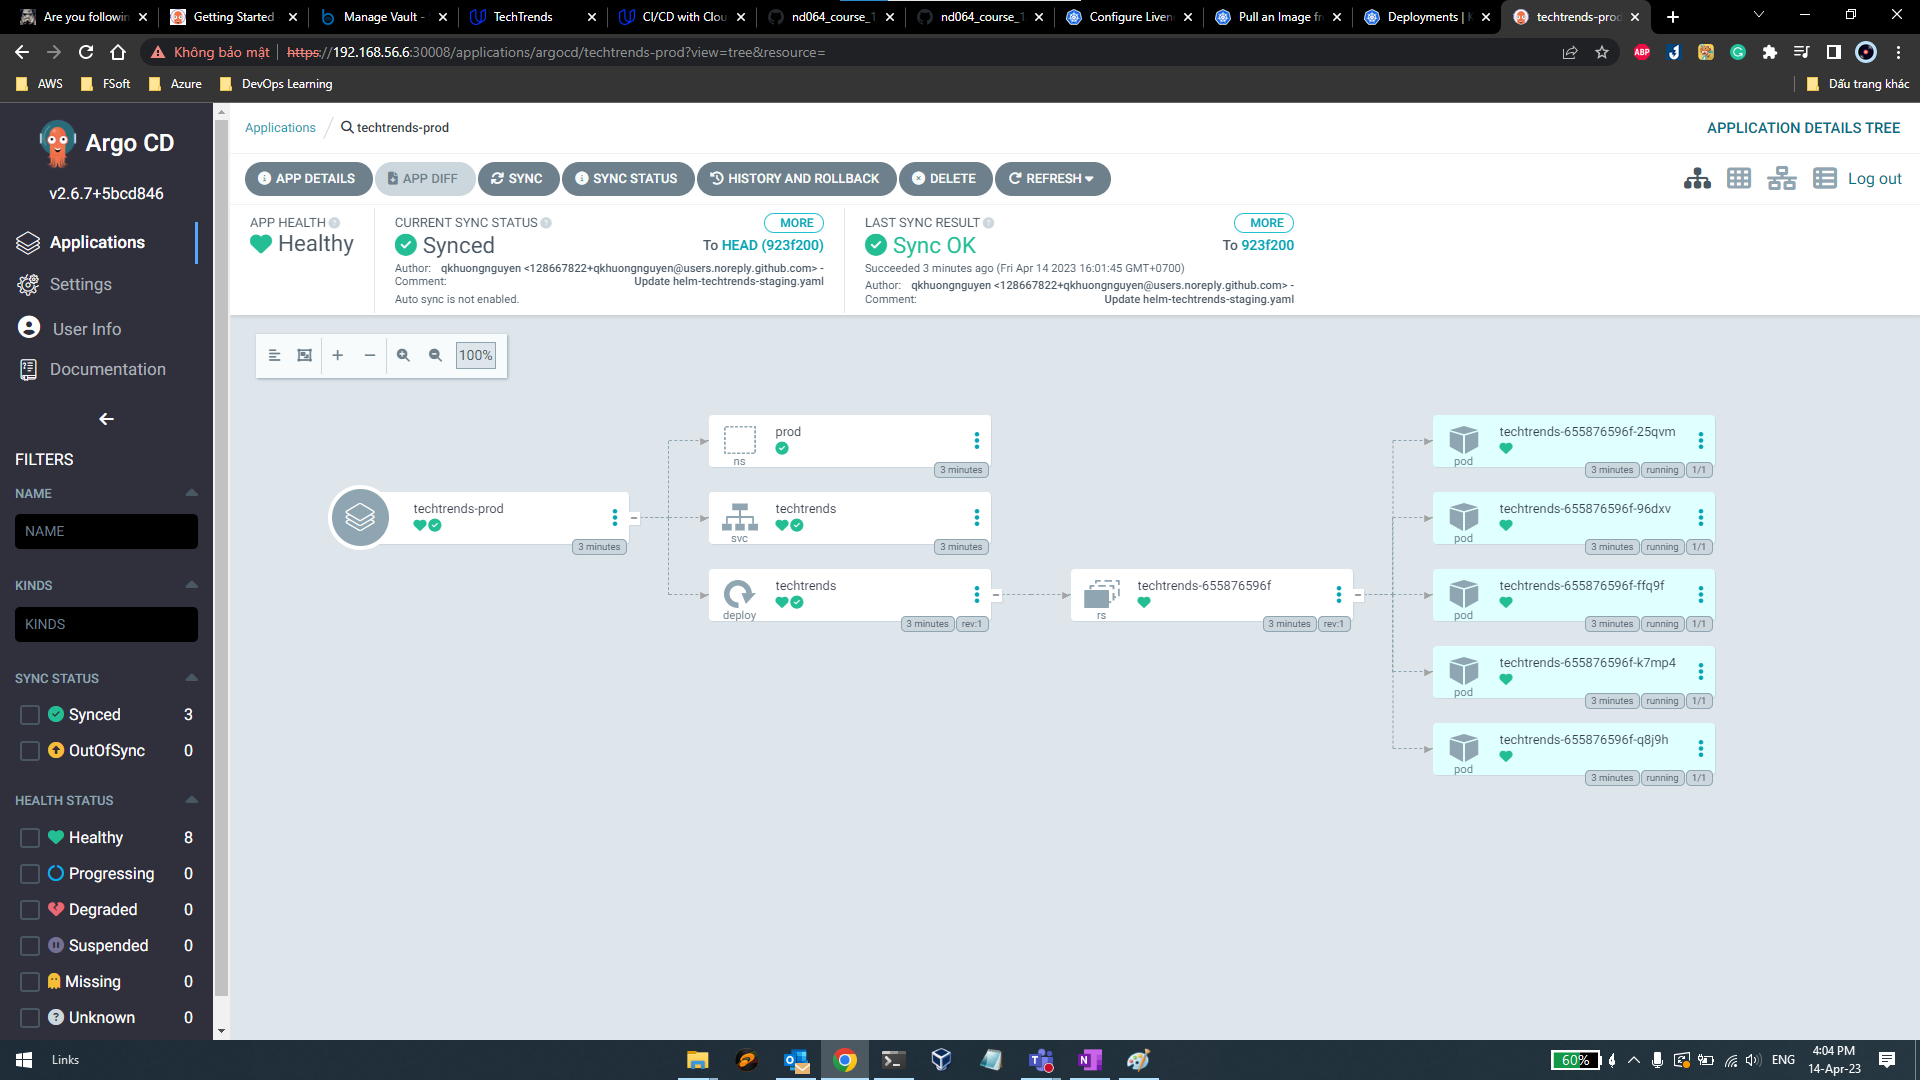 Are you followin
Getting Started
Manage Vault -
TechTrends
CI/CD with Clou
nd064_course_1
nd064_course_1
Configure Liven
Pull an Image fr
Deployments |
techtrends-prod
Không bảo mật
https://192.168.56.6:30008/applications/argocd/techtrends-prod?view=tree&resource=
AWS
FSoft
Azure
DevOps Learning
Dấu trang khác
Argo CD
v2.6.7+5bcd846
Applications
Settings
User Info
Documentation
FILTERS
NAME
NAME
KINDS
KINDS
SYNC STATUS
Synced 3
OutOfSync 0
HEALTH STATUS
Healthy 8
Progressing 0
Degraded 0
Suspended 0
Missing 0
Unknown 0
Applications / techtrends-prod
APPLICATION DETAILS TREE
APP DETAILS
APP DIFF
SYNC
SYNC STATUS
HISTORY AND ROLLBACK
DELETE
REFRESH
Log out
APP HEALTH
Healthy
CURRENT SYNC STATUS
MORE
Synced
To HEAD (923f200)
Author: qkhuongnguyen <128667822+qkhuongnguyen@users.noreply.github.com> -
Comment: Update helm-techtrends-staging.yaml
Auto sync is not enabled.
LAST SYNC RESULT
MORE
Sync OK
To 923f200
Succeeded 3 minutes ago (Fri Apr 14 2023 16:01:45 GMT+0700)
Author: qkhuongnguyen <128667822+qkhuongnguyen@users.noreply.github.com> -
Comment: Update helm-techtrends-staging.yaml
100%
techtrends-prod
3 minutes
prod
ns
3 minutes
techtrends
svc
3 minutes
techtrends
deploy
3 minutes rev:1
techtrends-655876596f
rs
3 minutes rev:1
techtrends-655876596f-25qvm
pod
3 minutes running 1/1
techtrends-655876596f-96dxv
pod
3 minutes running 1/1
techtrends-655876596f-ffq9f
pod
3 minutes running 1/1
techtrends-655876596f-k7mp4
pod
3 minutes running 1/1
techtrends-655876596f-q8j9h
pod
3 minutes running 1/1
Links
60%
ENG
4:04 PM
14-Apr-23